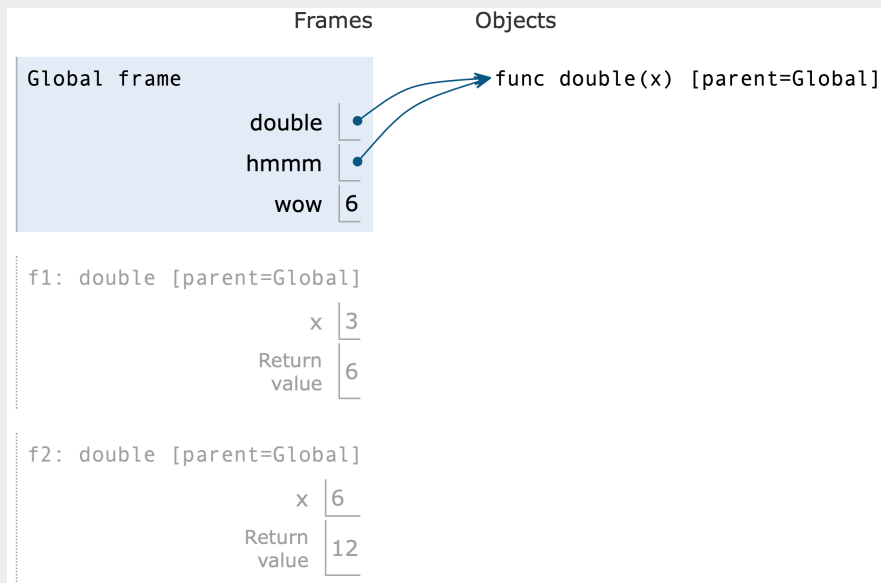 Frames Objects
Global frame
func double(x) [parent=Global]
double
hmmm
wow 6
f1: double [parent=Global]
x 3
Return
value 6
f2: double [parent=Global]
x 6
Return
value 12